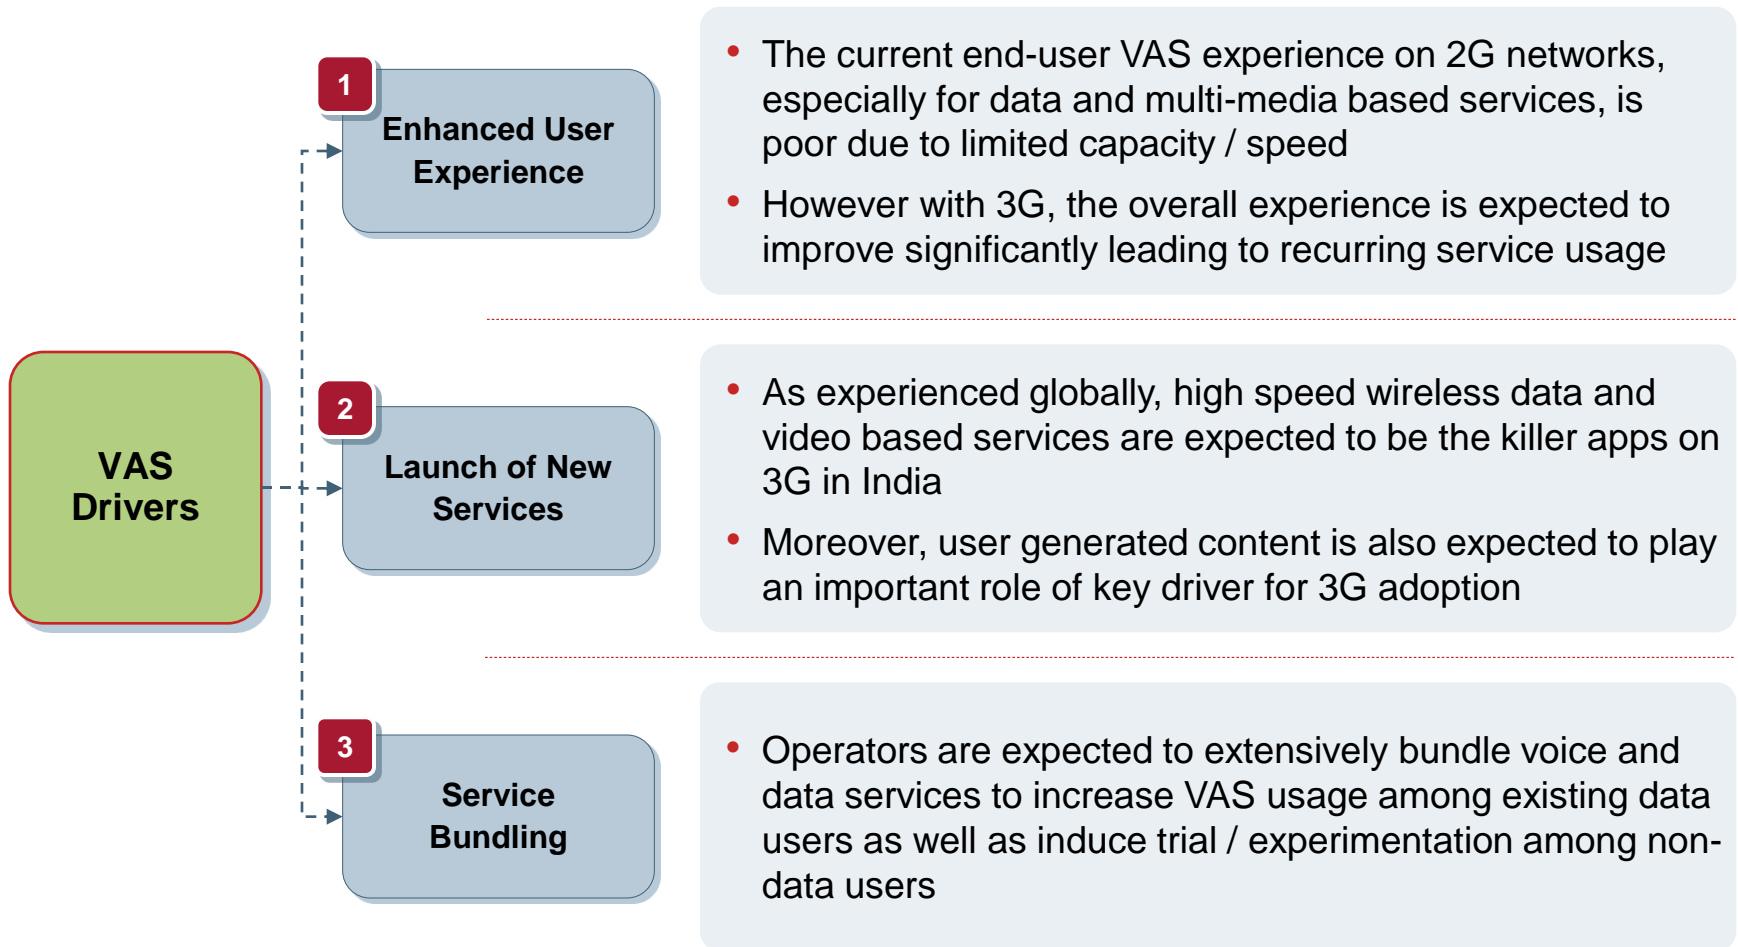 VAS
Drivers
1
Enhanced User
Experience
• The current end-user VAS experience on 2G networks,
especially for data and multi-media based services, is
poor due to limited capacity / speed
• However with 3G, the overall experience is expected to
improve significantly leading to recurring service usage
2
Launch of New
Services
• As experienced globally, high speed wireless data and
video based services are expected to be the killer apps on
3G in India
• Moreover, user generated content is also expected to play
an important role of key driver for 3G adoption
3
Service
Bundling
• Operators are expected to extensively bundle voice and
data services to increase VAS usage among existing data
users as well as induce trial / experimentation among non-
data users